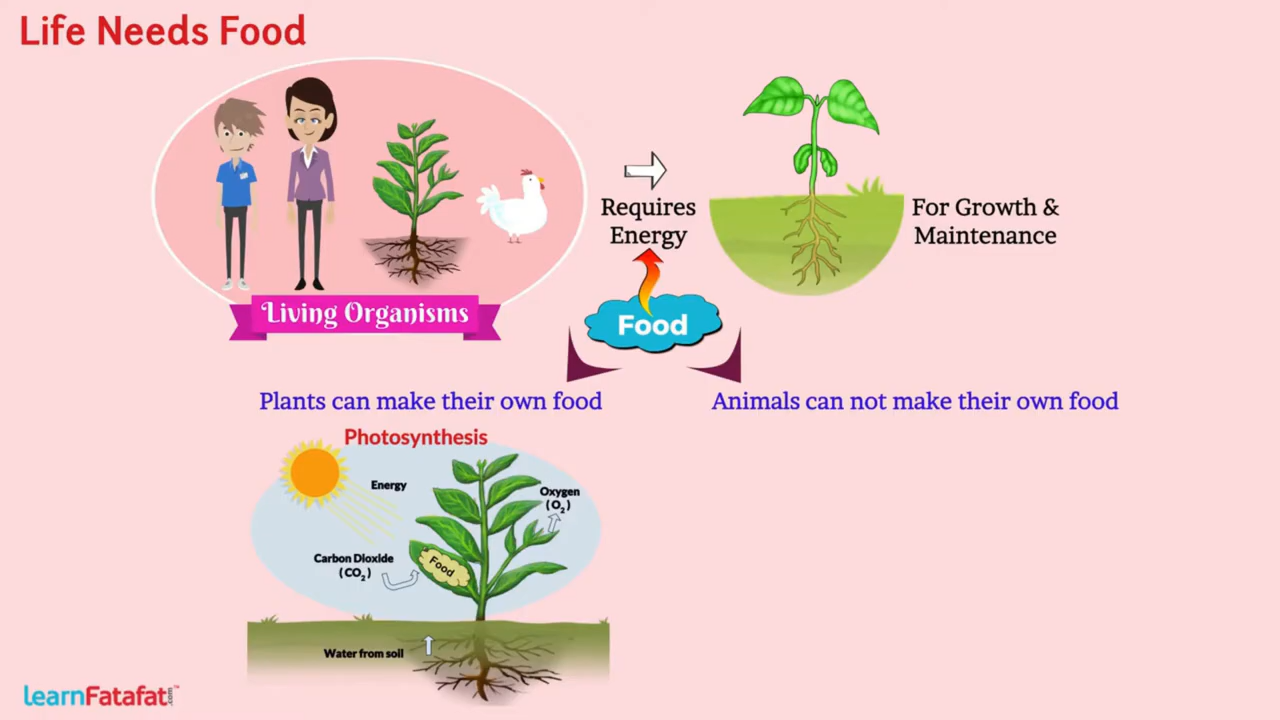 Life Needs Food
Requires
Energy
For Growth &
Maintenance
Living Organisms
Food
Plants can make their own food
Animals can not make their own food
Photosynthesis
Energy
Oxygen
(O₂)
Carbon Dioxide
(CO₂)
Food
Water from soil
learnFatafat.com™